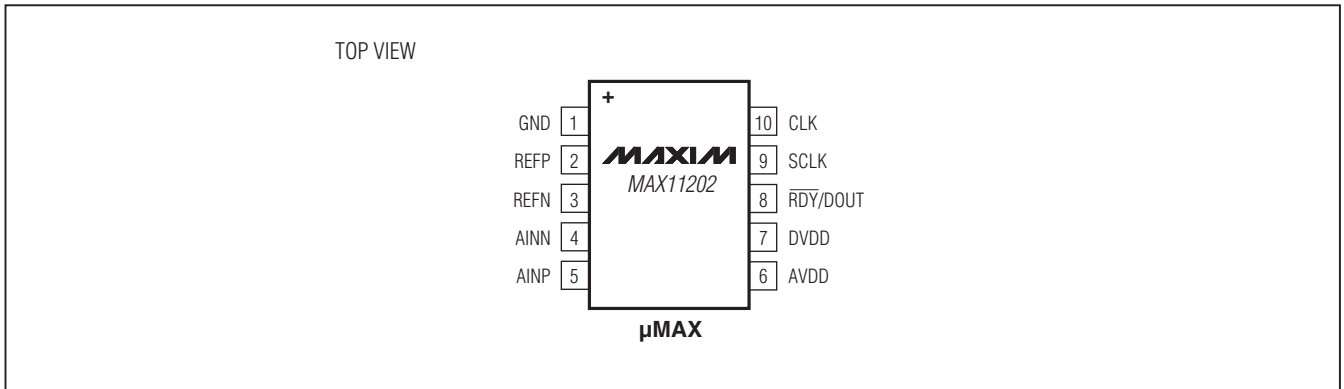 TOP VIEW
+
GND 1
REFP 2
REFN 3
AINN 4
AINP 5
MAXIM
MAX11202
10 CLK
9 SCLK
8 R̅D̅Y̅/DOUT
7 DVDD
6 AVDD
µMAX